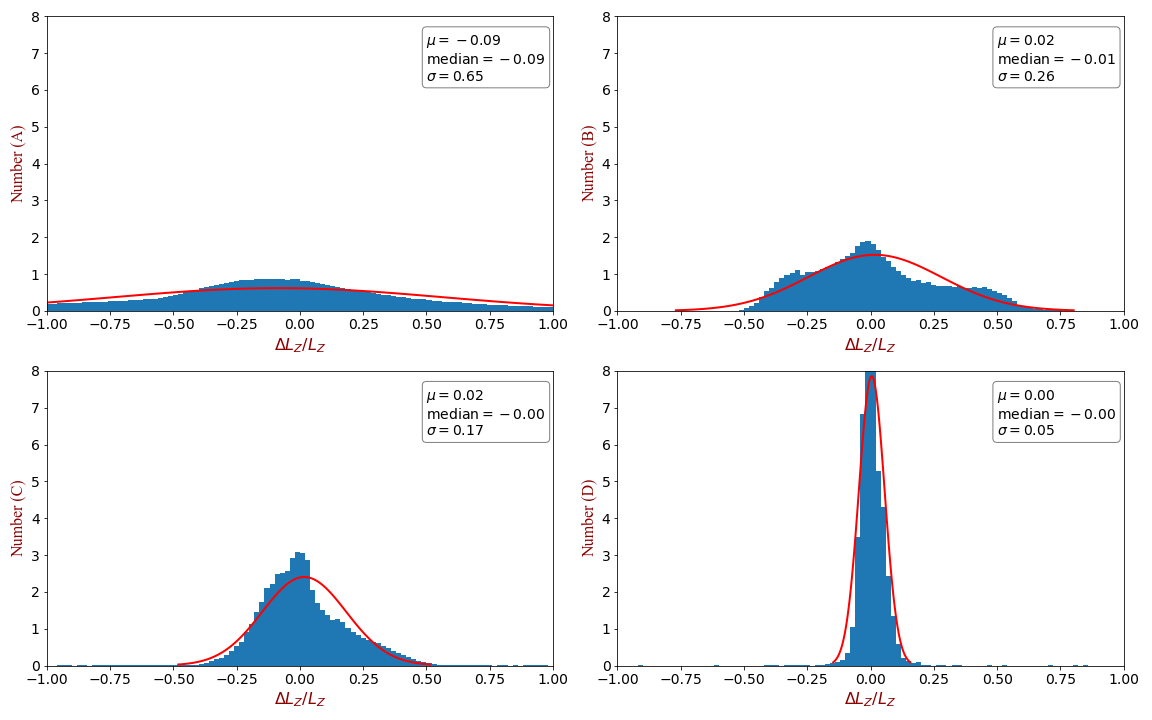 8
7
6
5
4
3
2
1
0
Number (A)
μ = −0.09
median = −0.09
σ = 0.65
−1.00 −0.75 −0.50 −0.25 0.00 0.25 0.50 0.75 1.00
ΔL_Z/L_Z
8
7
6
5
4
3
2
1
0
Number (B)
μ = 0.02
median = −0.01
σ = 0.26
−1.00 −0.75 −0.50 −0.25 0.00 0.25 0.50 0.75 1.00
ΔL_Z/L_Z
8
7
6
5
4
3
2
1
0
Number (C)
μ = 0.02
median = −0.00
σ = 0.17
−1.00 −0.75 −0.50 −0.25 0.00 0.25 0.50 0.75 1.00
ΔL_Z/L_Z
8
7
6
5
4
3
2
1
0
Number (D)
μ = 0.00
median = −0.00
σ = 0.05
−1.00 −0.75 −0.50 −0.25 0.00 0.25 0.50 0.75 1.00
ΔL_Z/L_Z